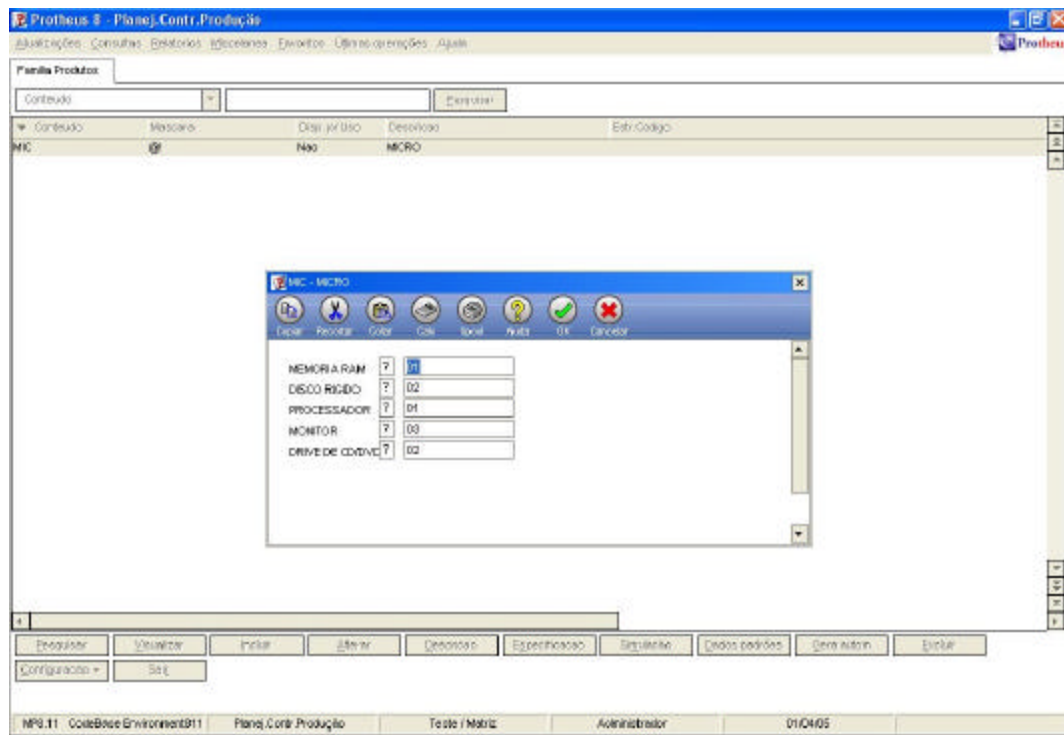 Protheus 8 - Planej.Contr.Produção
Atualizações Consultas Relatorios Miscelanea Favoritos Últimas operações Ajuda
Protheus
Familia Produtos
Conteudo Pesquisar
Conteudo Mascara Disp. p/ Uso Descricao Estr.Codigo
MIC @! Nao MICRO
MIC - MICRO
Copiar Recortar Colar Calc Spool Ajuda OK Cancelar
MEMORIA RAM ? 01
DISCO RIGIDO ? 02
PROCESSADOR ? 01
MONITOR ? 03
DRIVE DE CD/DVD ? 02
Pesquisar Visualizar Incluir Alterar Descricao Especificacao Simulacao Dados padrões Gera autom Excluir
Configuracao Sair
MP8.11 CodeBase Environment811 Planej.Contr.Produção Teste / Matriz Administrador 01/04/05